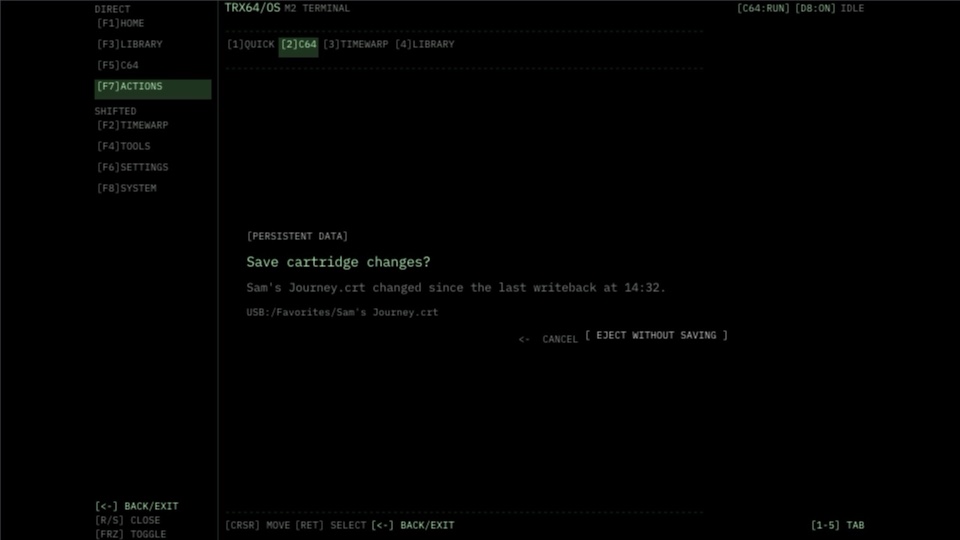 DIRECT
[F1]HOME
[F3]LIBRARY
[F5]C64
[F7]ACTIONS
SHIFTED
[F2]TIMEWARP
[F4]TOOLS
[F6]SETTINGS
[F8]SYSTEM
[<-] BACK/EXIT
[R/S] CLOSE
[FRZ] TOGGLE
TRX64/OS M2 TERMINAL [C64:RUN] [D8:ON] IDLE
[1]QUICK [2]C64 [3]TIMEWARP [4]LIBRARY
[PERSISTENT DATA]
Save cartridge changes?
Sam's Journey.crt changed since the last writeback at 14:32.
USB:/Favorites/Sam's Journey.crt
<- CANCEL [ EJECT WITHOUT SAVING ]
[CRSR] MOVE [RET] SELECT [<-] BACK/EXIT [1-5] TAB